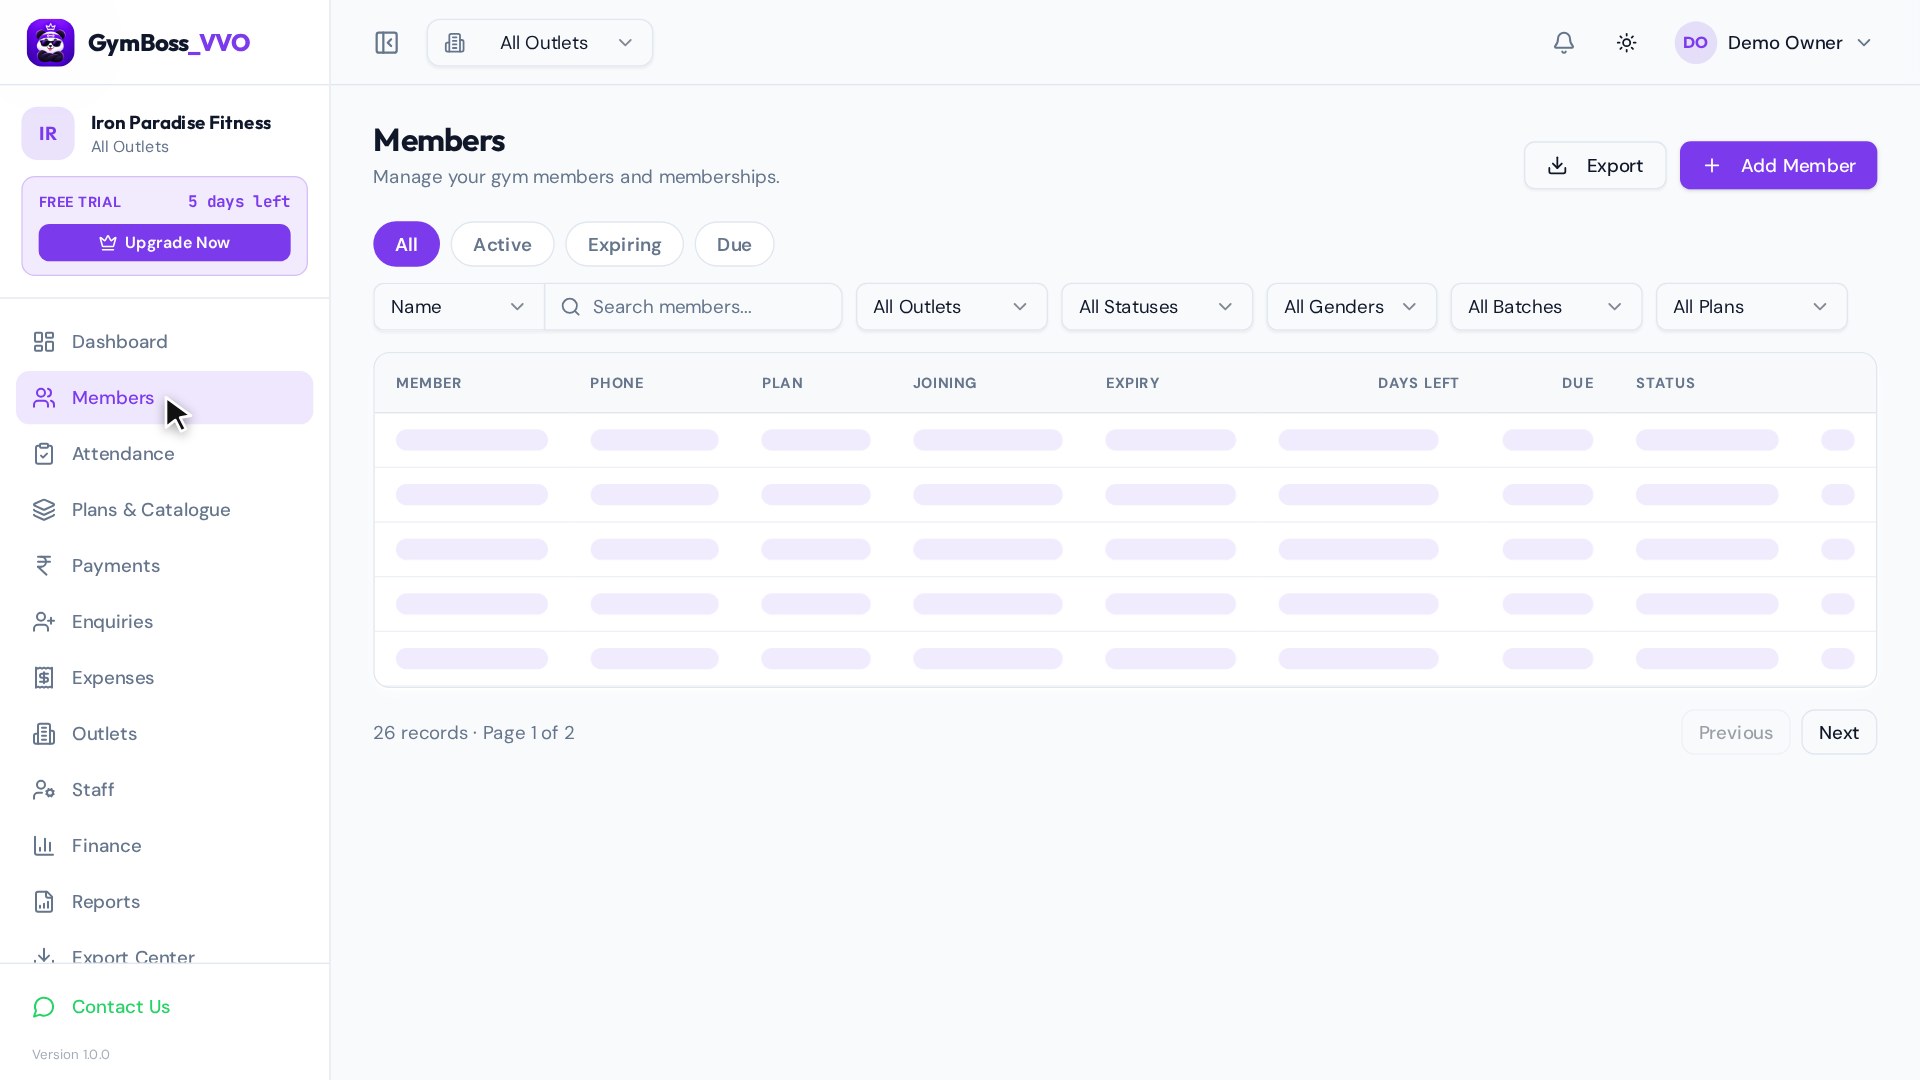 GymBoss_VVO
All Outlets
DO
Demo Owner
IR
Iron Paradise Fitness
All Outlets
FREE TRIAL
5 days left
Upgrade Now
Dashboard
Members
Attendance
Plans & Catalogue
Payments
Enquiries
Expenses
Outlets
Staff
Finance
Reports
Export Center
Contact Us
Version 1.0.0
Members
Manage your gym members and memberships.
Export
Add Member
All
Active
Expiring
Due
Name
Search members...
All Outlets
All Statuses
All Genders
All Batches
All Plans
MEMBER PHONE PLAN JOINING EXPIRY DAYS LEFT DUE STATUS
26 records · Page 1 of 2
Previous
Next